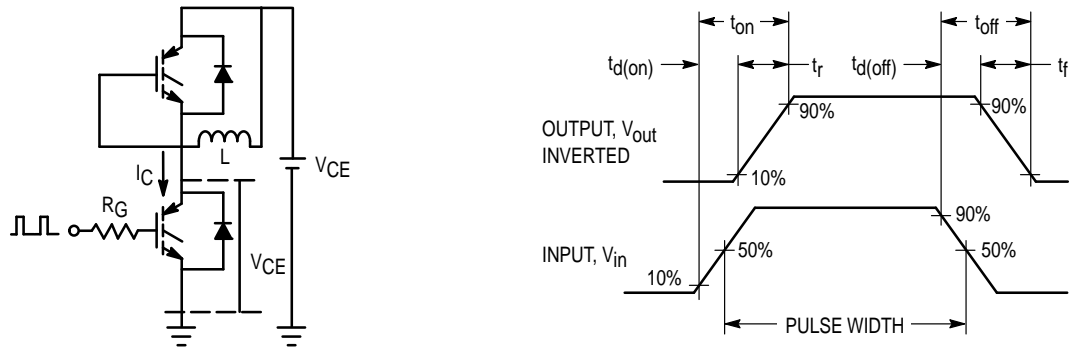 L
V_CE
I_C
R_G
V_CE
t_on
t_off
t_d(on)
t_r
t_d(off)
t_f
90%
90%
OUTPUT, V_out
INVERTED
10%
90%
INPUT, V_in
50%
50%
10%
PULSE WIDTH